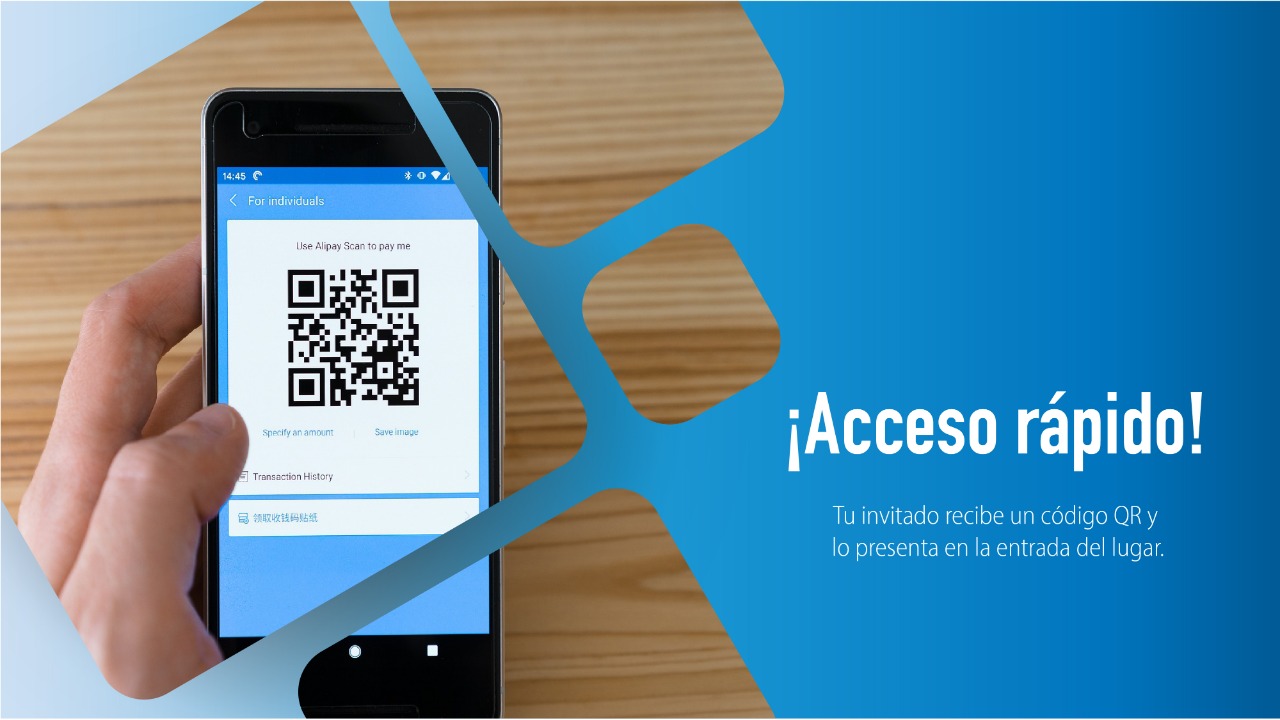 14:45
For individuals
Use Alipay Scan to pay me
Specify an amount
Save image
Transaction History
领取收钱码贴纸
¡Acceso rápido!
Tu invitado recibe un código QR y
lo presenta en la entrada del lugar.